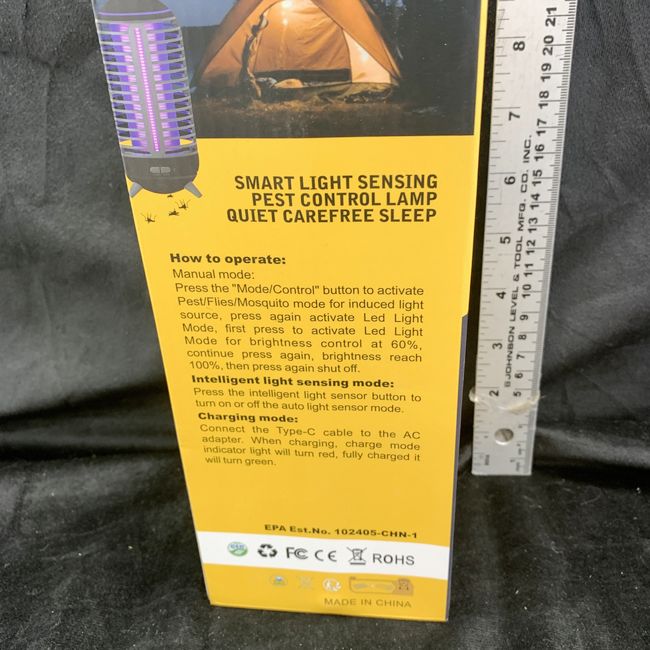 SMART LIGHT SENSING
PEST CONTROL LAMP
QUIET CAREFREE SLEEP
How to operate:
Manual mode:
Press the "Mode/Control" button to activate
Pest/Flies/Mosquito mode for induced light
source, press again activate Led Light
Mode, first press to activate Led Light
Mode for brightness control at 60%,
continue press again, brightness reach
100%, then press again shut off.
Intelligent light sensing mode:
Press the intelligent light sensor button to
turn on or off the auto light sensor mode.
Charging mode:
Connect the Type-C cable to the AC
adapter. When charging, charge mode
indicator light will turn red, fully charged it
will turn green.
EPA Est.No. 102405-CHN-1
FC CE ROHS
MADE IN CHINA
8 7 6 5 4 3 2
21 20 19 18 17 16 15 14 13 12 11 10 9 8 7 6 5
JOHNSON LEVEL & TOOL MFG. CO. INC.